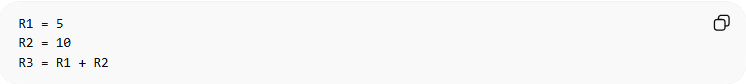 R1 = 5
R2 = 10
R3 = R1 + R2